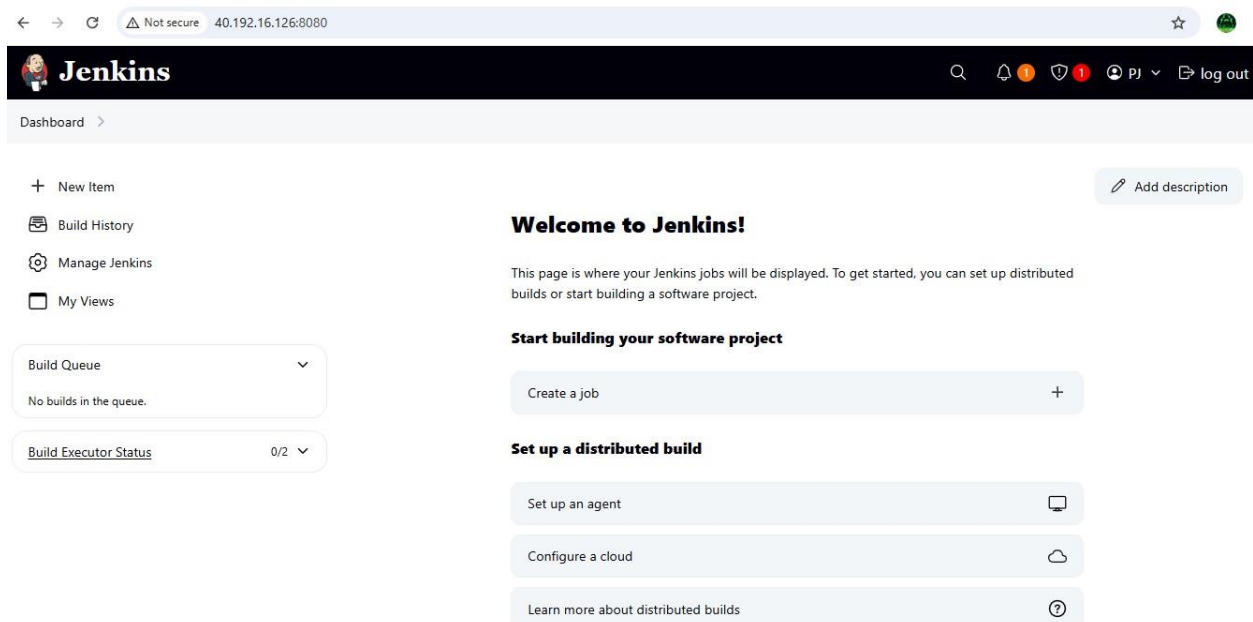 Not secure 40.192.16.126:8080
Jenkins
1 1 PJ log out
Dashboard
New Item
Add description
Build History
Manage Jenkins
My Views
Welcome to Jenkins!
This page is where your Jenkins jobs will be displayed. To get started, you can set up distributed
builds or start building a software project.
Build Queue
No builds in the queue.
Build Executor Status 0/2
Start building your software project
Create a job
Set up a distributed build
Set up an agent
Configure a cloud
Learn more about distributed builds